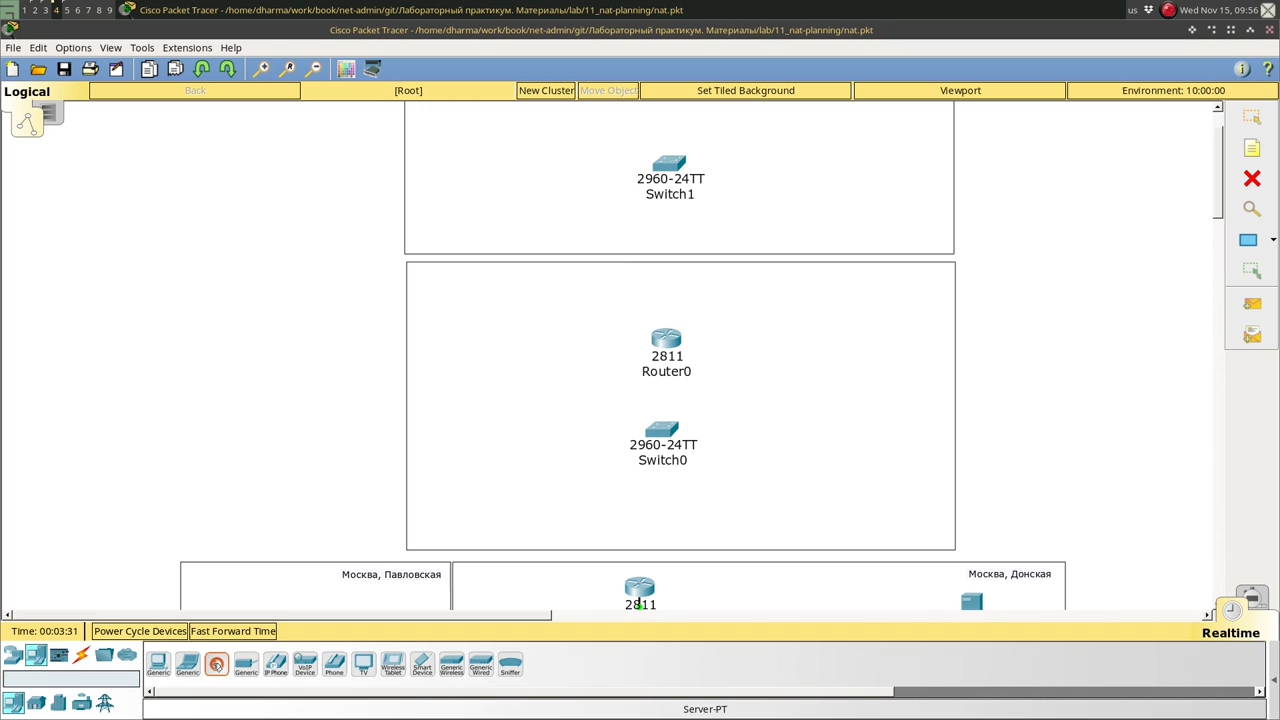 1 2 3 4 5 6 7 8 9
Cisco Packet Tracer - /home/dharma/work/book/net-admin/git/Лабораторный практикум. Материалы/lab/11_nat-planning/nat.pkt
us
Wed Nov 15, 09:56
Cisco Packet Tracer - /home/dharma/work/book/net-admin/git/Лабораторный практикум. Материалы/lab/11_nat-planning/nat.pkt
File Edit Options View Tools Extensions Help
Logical
Back
[Root]
New Cluster
Move Object
Set Tiled Background
Viewport
Environment: 10:00:00
2960-24TT
Switch1
2811
Router0
2960-24TT
Switch0
Москва, Павловская
Москва, Донская
2811
Time: 00:03:31
Power Cycle Devices
Fast Forward Time
Realtime
Generic
Generic
Generic
IP Phone
VoIP
Device
Phone
TV
Wireless
Tablet
Smart
Device
Generic
Wireless
Generic
Wired
Sniffer
Server-PT